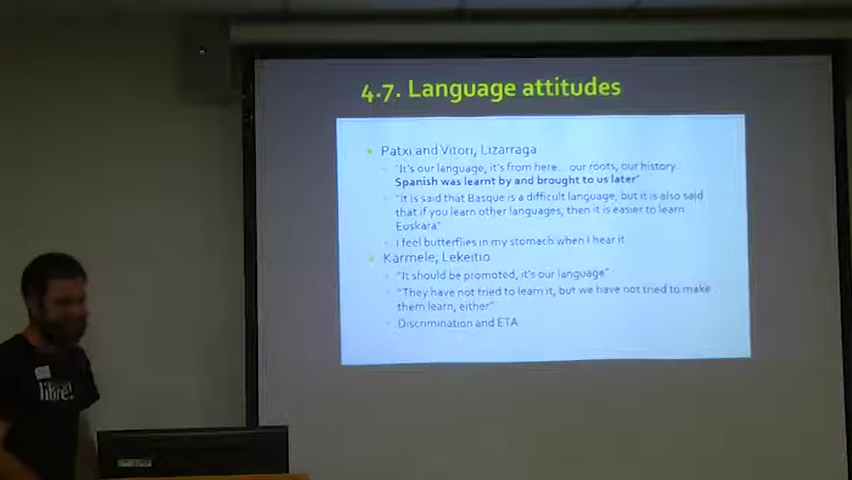 4.7. Language attitudes
Patxi and Vitori, Lizarraga
"It's our language, it's from here... our roots, our history.
Spanish was learnt by and brought to us later"
"It is said that Basque is a difficult language, but it is also said
that if you learn other languages, then it is easier to learn
Euskara"
I feel butterflies in my stomach when I hear it
Karmele, Lekeitio
"It should be promoted, it's our language"
"They have not tried to learn it, but we have not tried to make
them learn, either"
Discrimination and ETA
libre!